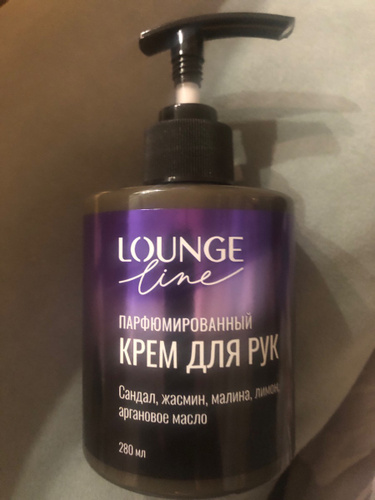 LOUNGE
line
ПАРФЮМИРОВАННЫЙ
КРЕМ ДЛЯ РУК
Сандал, жасмин, малина, лимон,
аргановое масло
280 мл